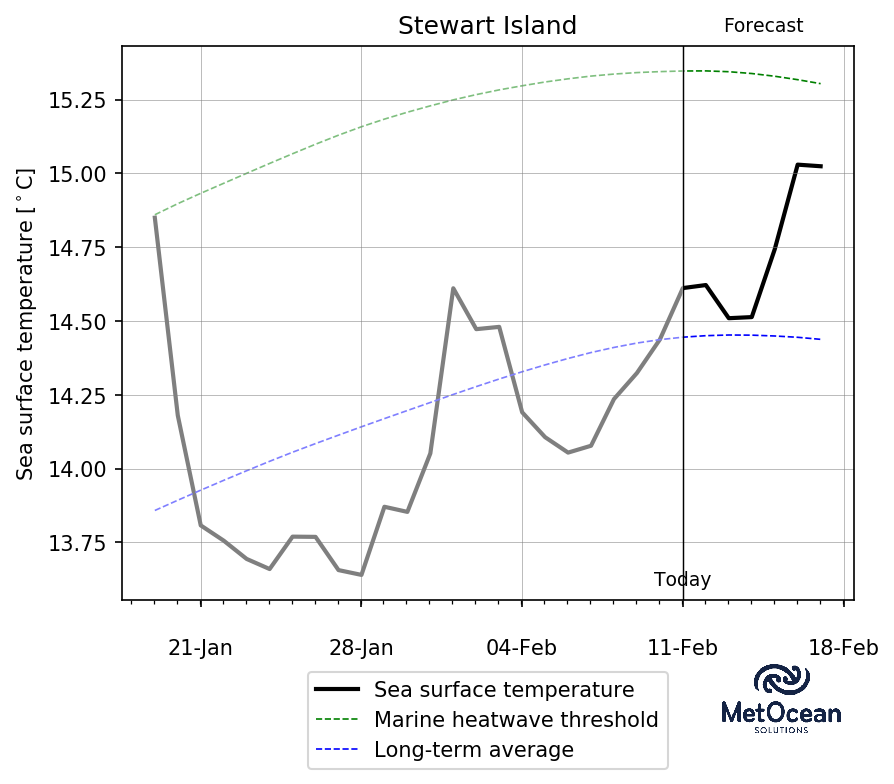 Stewart Island
Forecast
Sea surface temperature [°C]
15.25
15.00
14.75
14.50
14.25
14.00
13.75
Today
21-Jan
28-Jan
04-Feb
11-Feb
18-Feb
Sea surface temperature
Marine heatwave threshold
Long-term average
MetOcean
SOLUTIONS